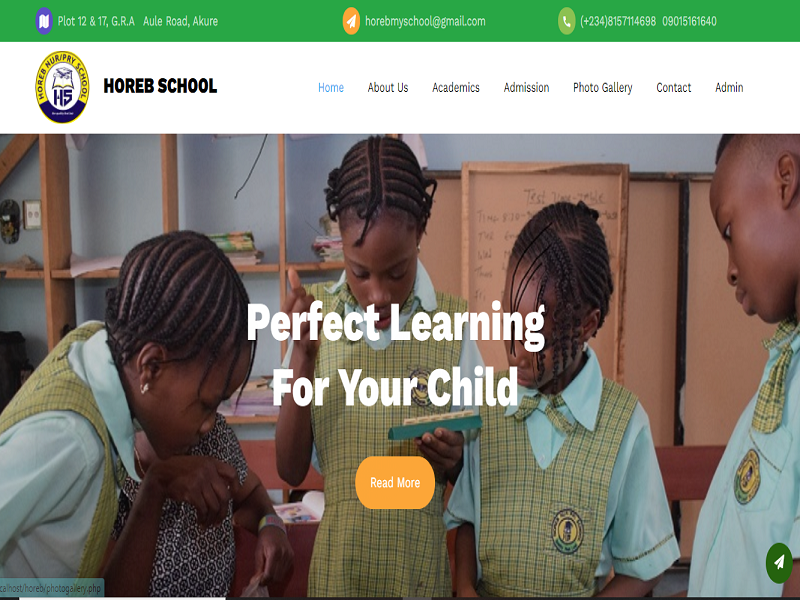 Plot 12 & 17, G.R.A Aule Road, Akure
horebmyschool@gmail.com
(+234)8157114698 09015161640
HOREB NUR/PRY SCHOOL
HS
HOREB SCHOOL
Home
About Us
Academics
Admission
Photo Gallery
Contact
Admin
Test Time-table
Perfect Learning
For Your Child
Read More
calhost/horeb/photogallery.php